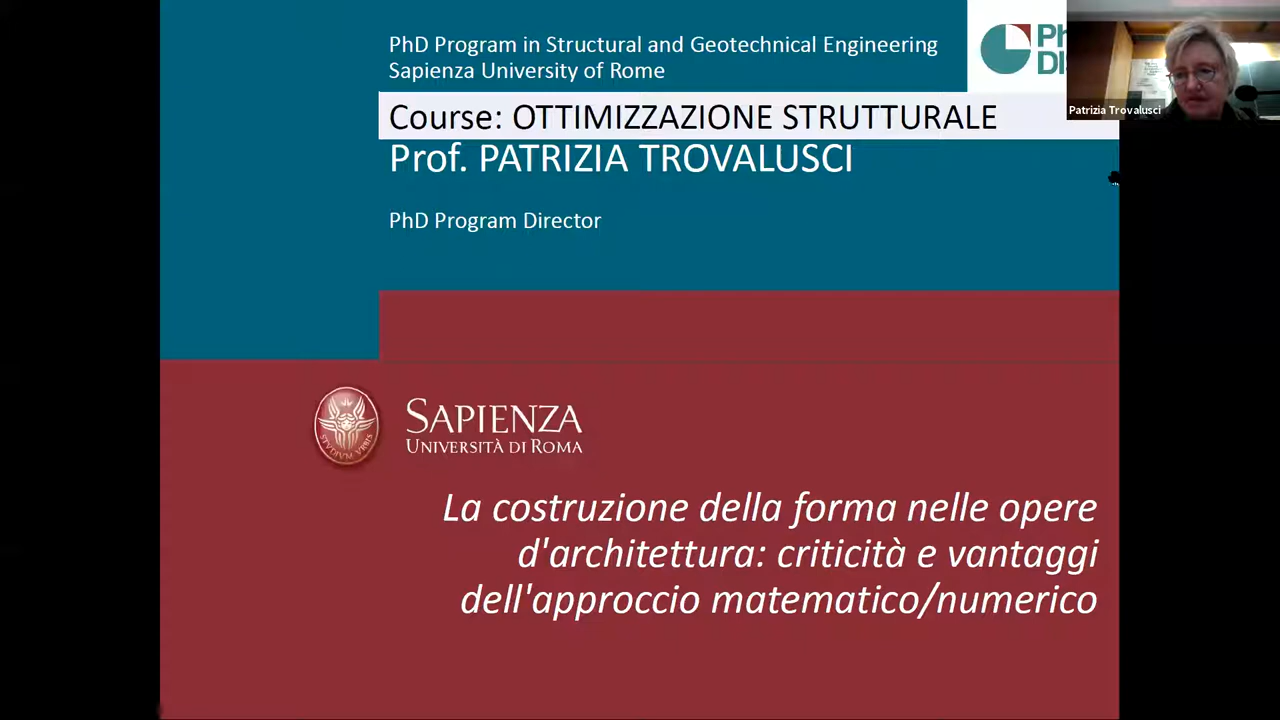 PhD Program in Structural and Geotechnical Engineering
Sapienza University of Rome
Course: OTTIMIZZAZIONE STRUTTURALE
Prof. PATRIZIA TROVALUSCI
PhD Program Director
Patrizia Trovalusci
SAPIENZA
UNIVERSITÀ DI ROMA
STUDIUM URBIS
La costruzione della forma nelle opere
d'architettura: criticità e vantaggi
dell'approccio matematico/numerico